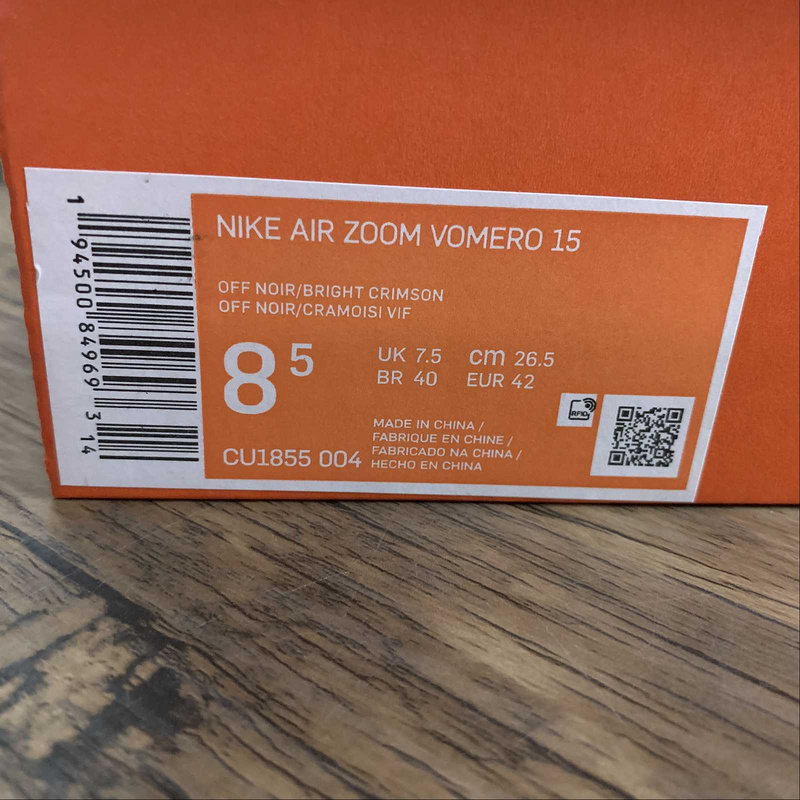 NIKE AIR ZOOM VOMERO 15
OFF NOIR/BRIGHT CRIMSON
OFF NOIR/CRAMOISI VIF
8 5
UK 7.5 cm 26.5
BR 40 EUR 42
MADE IN CHINA /
FABRIQUE EN CHINE /
FABRICADO NA CHINA /
HECHO EN CHINA
CU1855 004
RFID
1 94500 84969 3 14